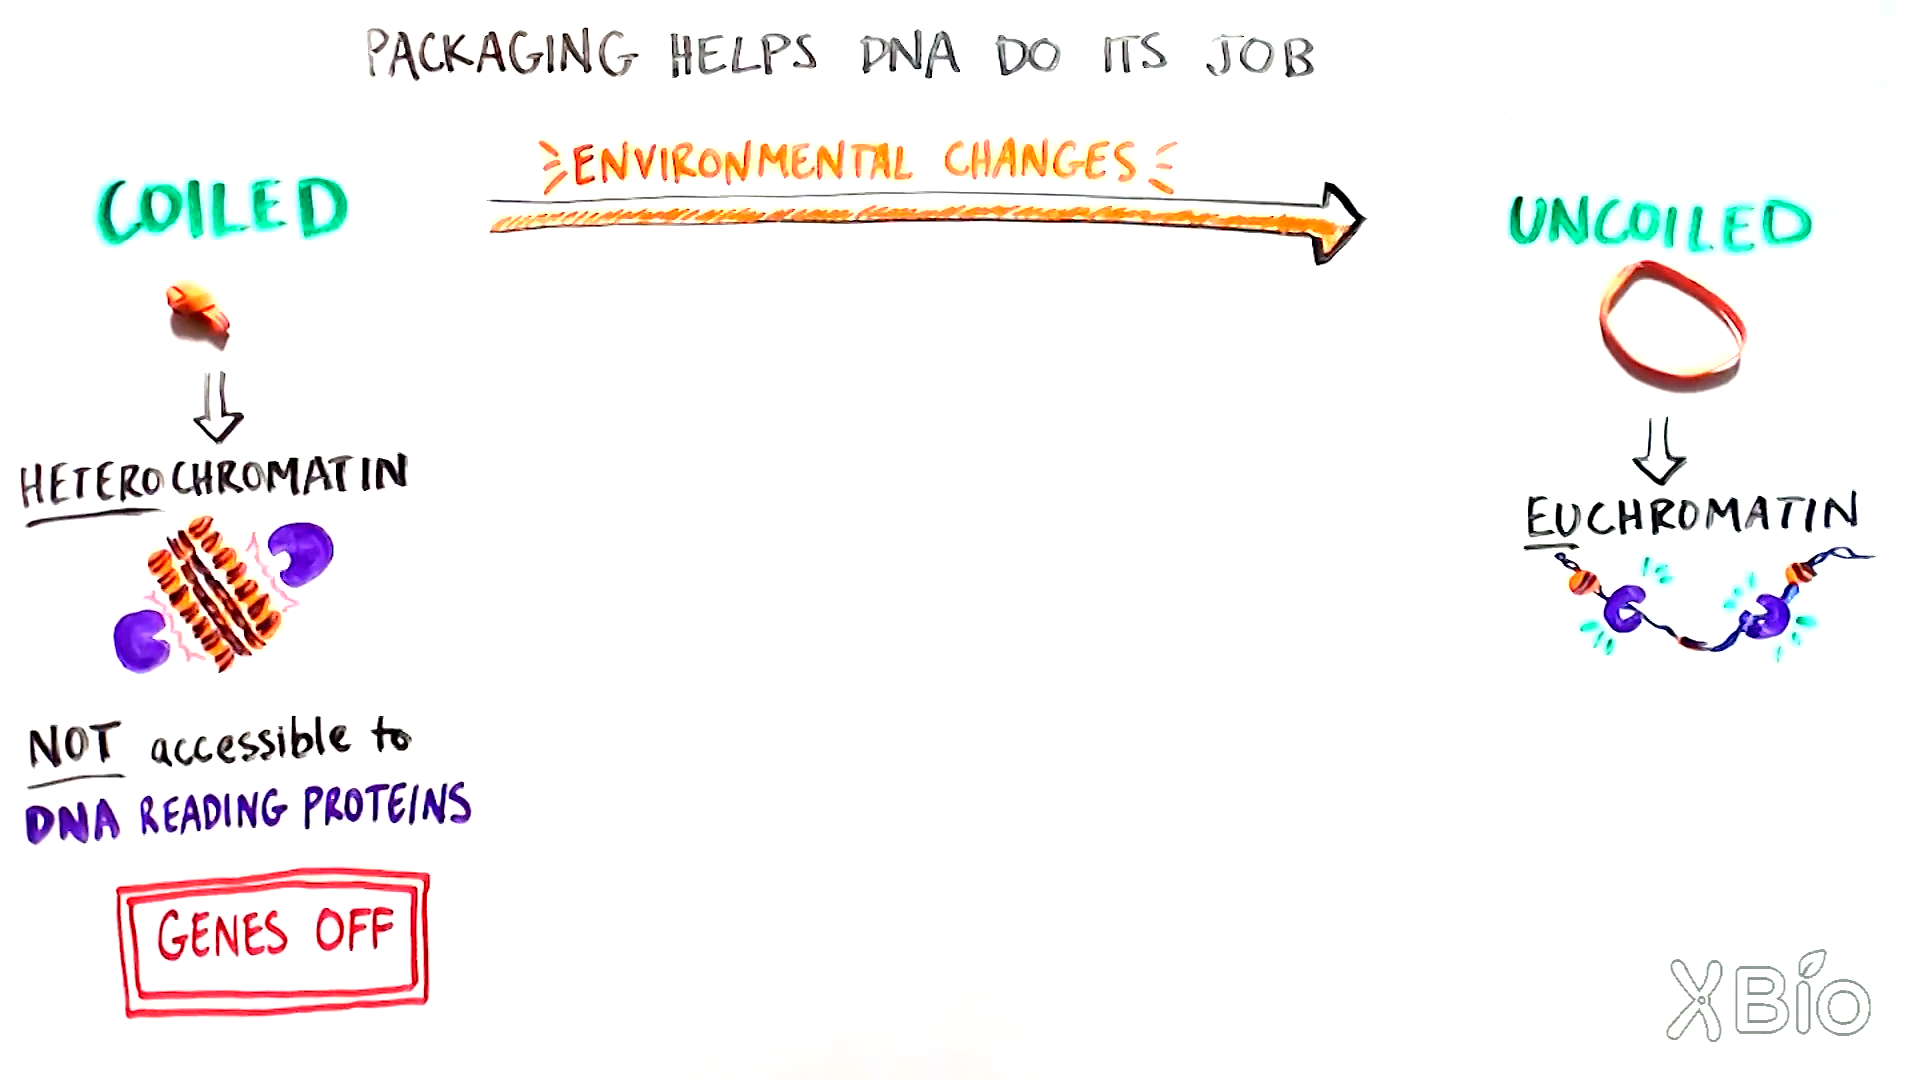 PACKAGING HELPS DNA DO ITS JOB
ENVIRONMENTAL CHANGES
COILED
UNCOILED
HETEROCHROMATIN
EUCHROMATIN
NOT accessible to
DNA READING PROTEINS
GENES OFF
XBio